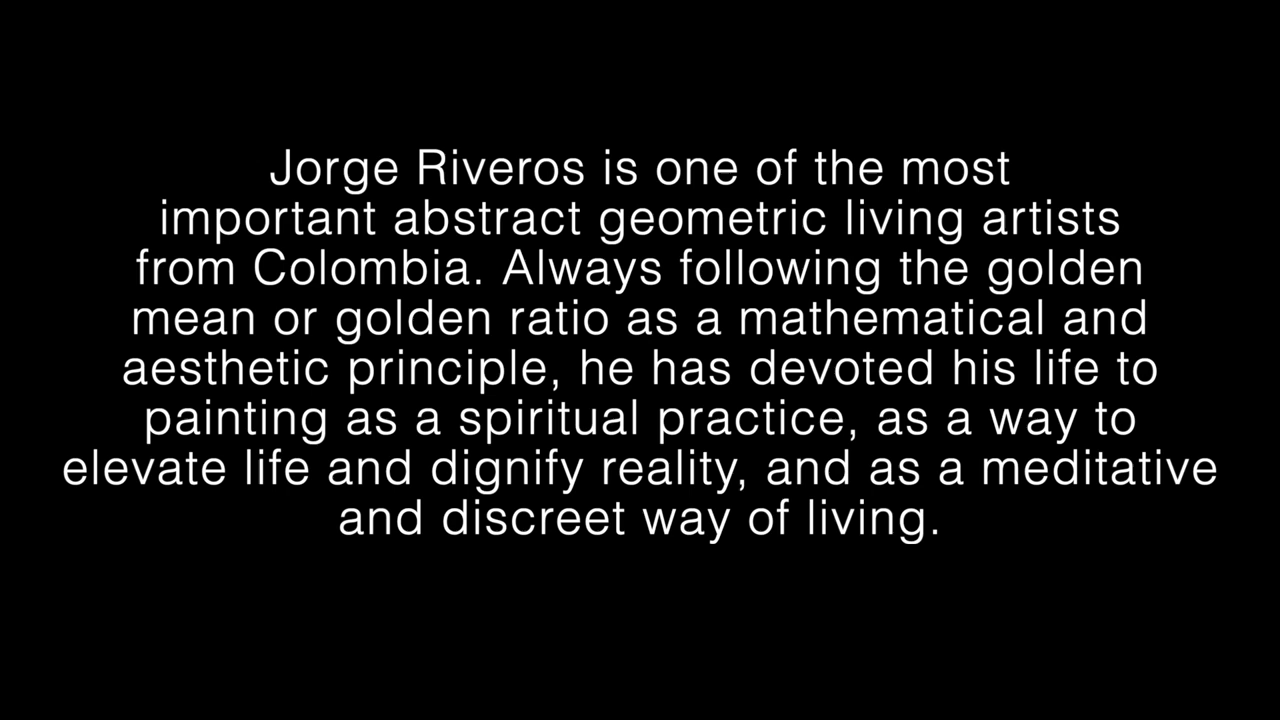 Jorge Riveros is one of the most
important abstract geometric living artists
from Colombia. Always following the golden
mean or golden ratio as a mathematical and
aesthetic principle, he has devoted his life to
painting as a spiritual practice, as a way to
elevate life and dignify reality, and as a meditative
and discreet way of living.